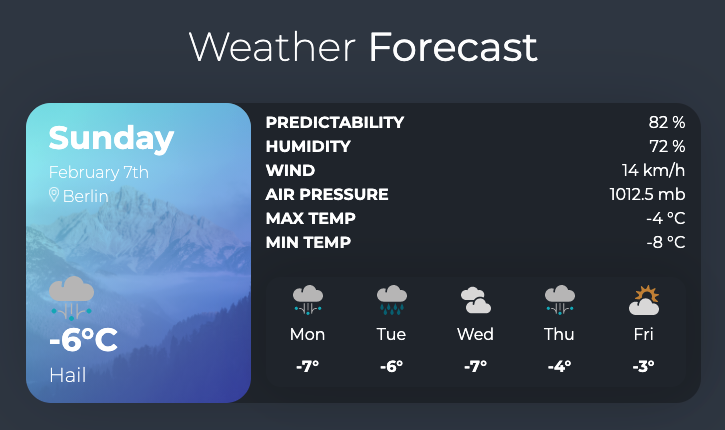 Weather Forecast
Sunday
February 7th
Berlin
-6°C
Hail
PREDICTABILITY 82 %
HUMIDITY 72 %
WIND 14 km/h
AIR PRESSURE 1012.5 mb
MAX TEMP -4 °C
MIN TEMP -8 °C
Mon Tue Wed Thu Fri
-7° -6° -7° -4° -3°